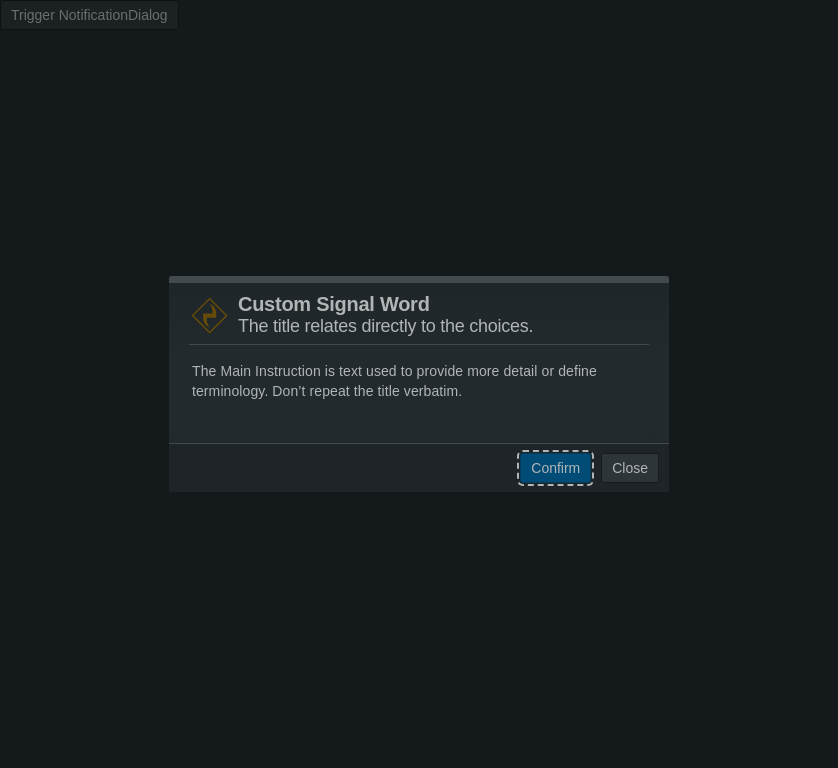 Trigger NotificationDialog
Custom Signal Word
The title relates directly to the choices.
The Main Instruction is text used to provide more detail or define
terminology. Don’t repeat the title verbatim.
Confirm
Close